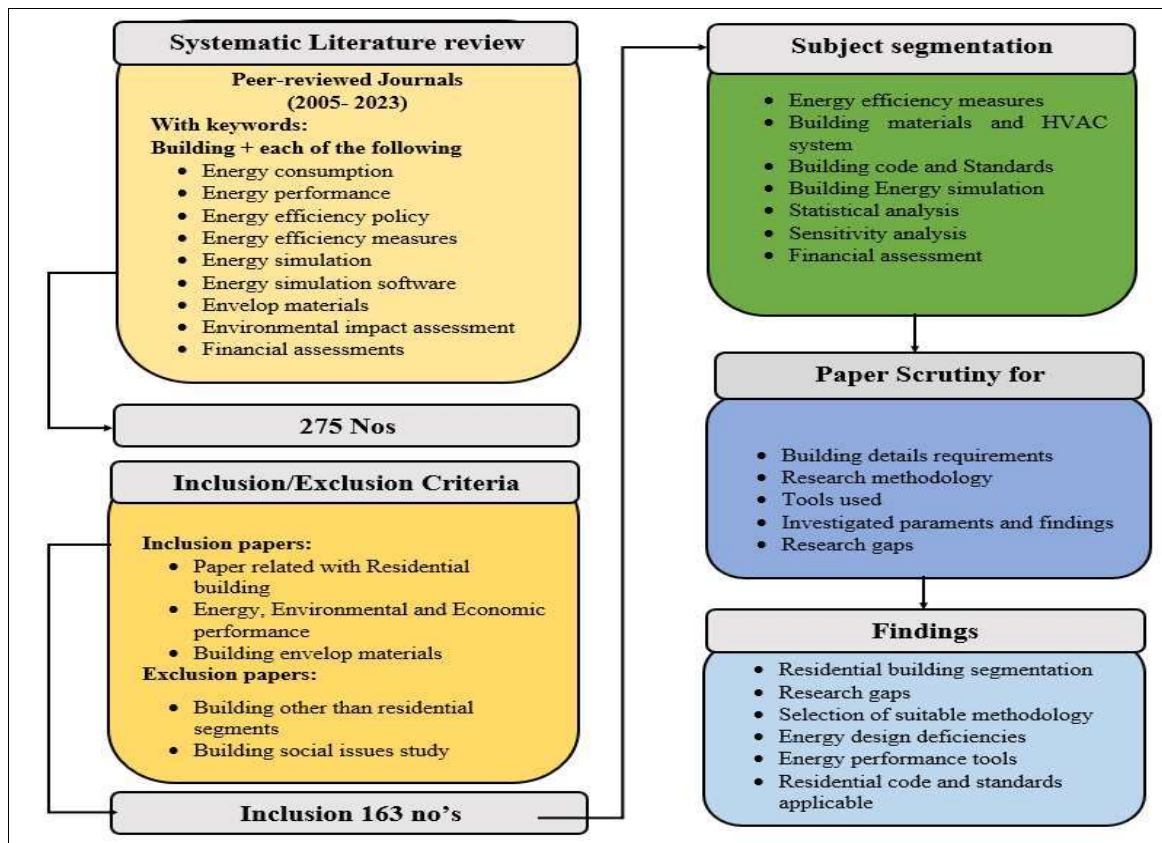 Systematic Literature review
Peer-reviewed Journals
(2005- 2023)
With keywords:
Building + each of the following
• Energy consumption
• Energy performance
• Energy efficiency policy
• Energy efficiency measures
• Energy simulation
• Energy simulation software
• Envelop materials
• Environmental impact assessment
• Financial assessments
275 Nos
Inclusion/Exclusion Criteria
Inclusion papers:
• Paper related with Residential
building
• Energy, Environmental and Economic
performance
• Building envelop materials
Exclusion papers:
• Building other than residential
segments
• Building social issues study
Inclusion 163 no's
Subject segmentation
• Energy efficiency measures
• Building materials and HVAC
system
• Building code and Standards
• Building Energy simulation
• Statistical analysis
• Sensitivity analysis
• Financial assessment
Paper Scrutiny for
• Building details requirements
• Research methodology
• Tools used
• Investigated paraments and findings
• Research gaps
Findings
• Residential building segmentation
• Research gaps
• Selection of suitable methodology
• Energy design deficiencies
• Energy performance tools
• Residential code and standards
applicable